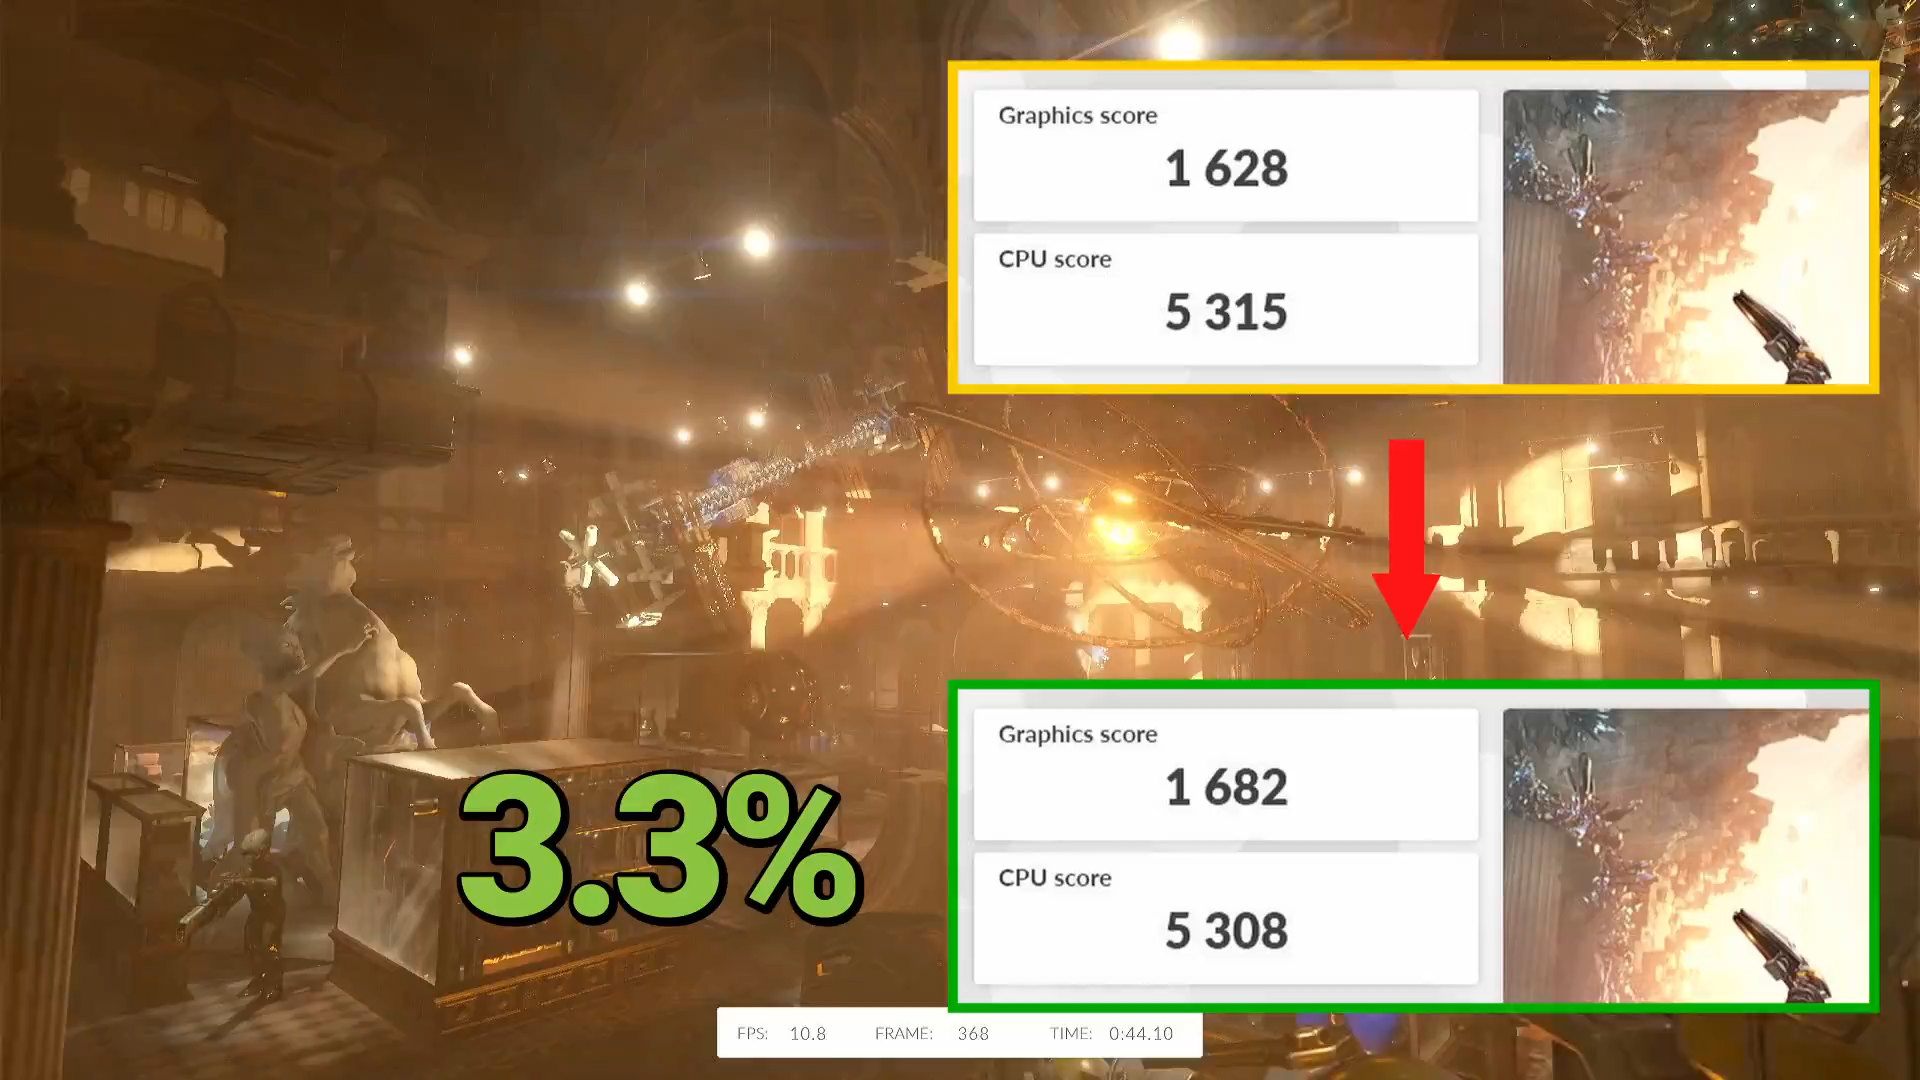 Graphics score
1 628
CPU score
5 315
Graphics score
1 682
3.3%
CPU score
5 308
FPS: 10.8 FRAME: 368 TIME: 0:44.10